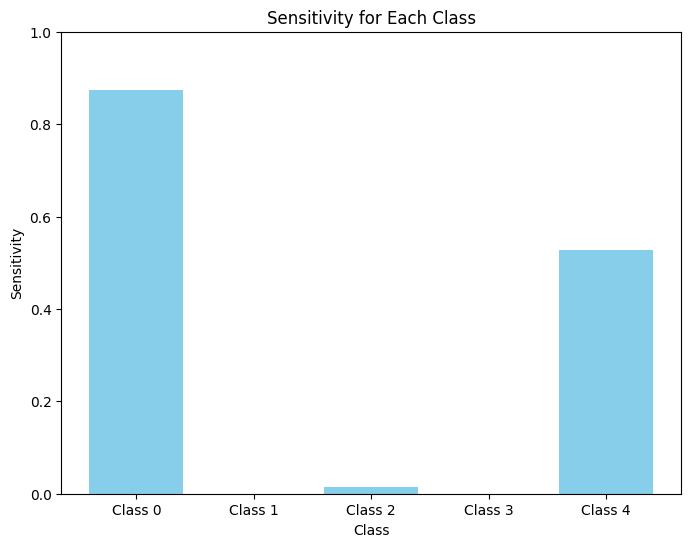 Sensitivity for Each Class
1.0
0.8
0.6
0.4
0.2
0.0
Sensitivity
Class 0
Class 1
Class 2
Class 3
Class 4
Class